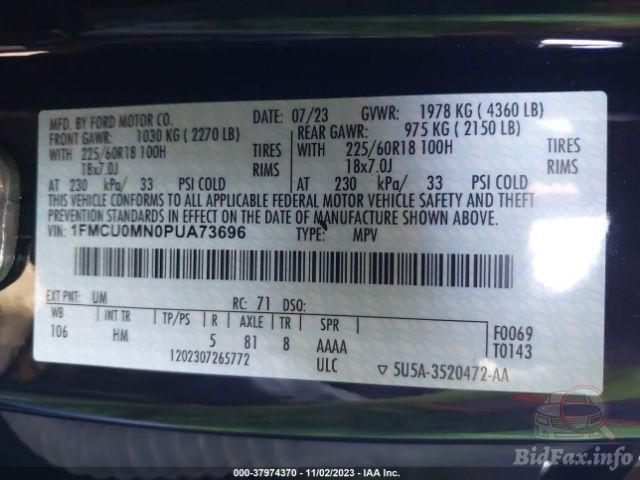 MFD. BY FORD MOTOR CO. DATE: 07/23 GVWR: 1978 KG ( 4360 LB)
FRONT GAWR: 1030 KG ( 2270 LB) REAR GAWR: 975 KG ( 2150 LB)
WITH 225/60R18 100H TIRES WITH 225/60R18 100H TIRES
18x7.0J RIMS 18x7.0J RIMS
AT 230 kPa/ 33 PSI COLD AT 230 kPa/ 33 PSI COLD
THIS VEHICLE CONFORMS TO ALL APPLICABLE FEDERAL MOTOR VEHICLE SAFETY AND THEFT
PREVENTION STANDARDS IN EFFECT ON THE DATE OF MANUFACTURE SHOWN ABOVE.
VIN: 1FMCU0MN0PUA73696 TYPE: MPV
EXT PNT: UM RC: 71 DSO:
WB INT TR TP/PS R AXLE TR SPR F0069
106 HM 5 81 8 AAAA T0143
1202307265772 ULC ▽ 5U5A-3520472-AA
BidFax.info
000-37974370 - 11/02/2023 - IAA Inc.